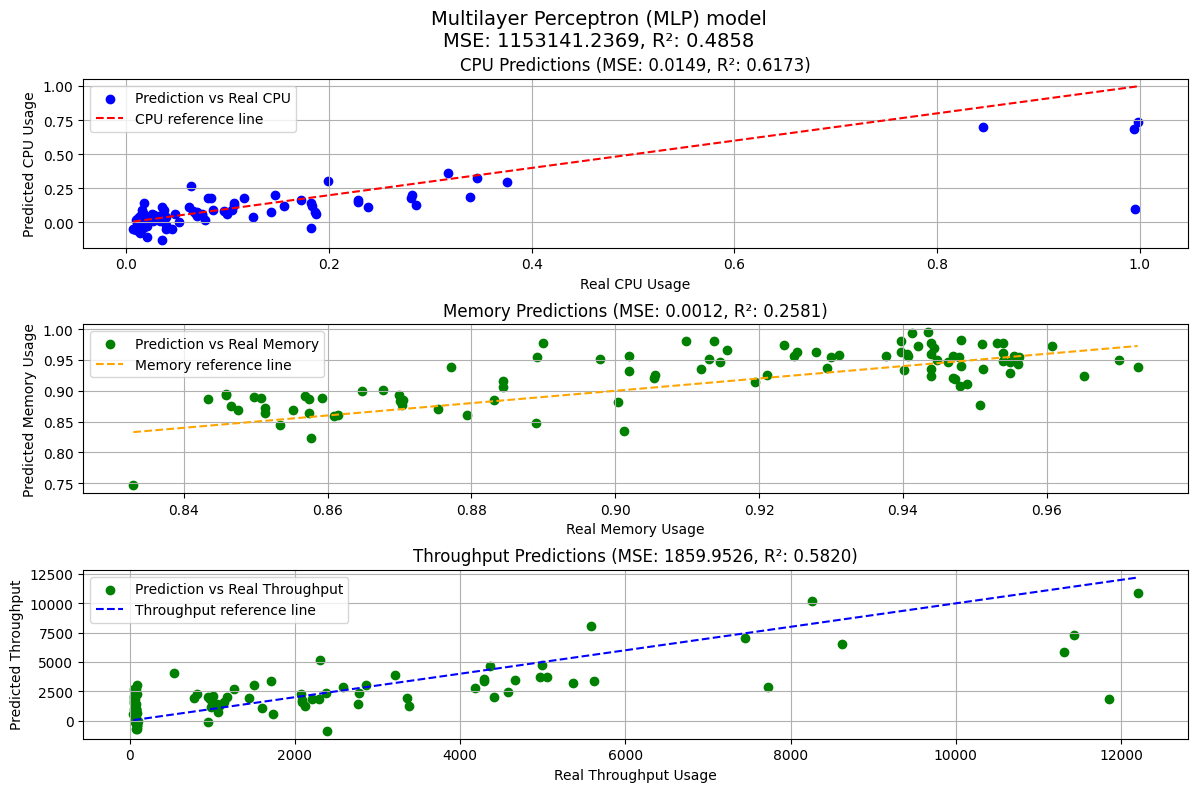 Multilayer Perceptron (MLP) model
MSE: 1153141.2369, R²: 0.4858
CPU Predictions (MSE: 0.0149, R²: 0.6173)
Predicted CPU Usage
1.00
0.75
0.50
0.25
0.00
Prediction vs Real CPU
CPU reference line
0.0 0.2 0.4 0.6 0.8 1.0
Real CPU Usage
Memory Predictions (MSE: 0.0012, R²: 0.2581)
Predicted Memory Usage
1.00
0.95
0.90
0.85
0.80
0.75
Prediction vs Real Memory
Memory reference line
0.84 0.86 0.88 0.90 0.92 0.94 0.96
Real Memory Usage
Throughput Predictions (MSE: 1859.9526, R²: 0.5820)
Predicted Throughput
12500
10000
7500
5000
2500
0
Prediction vs Real Throughput
Throughput reference line
0 2000 4000 6000 8000 10000 12000
Real Throughput Usage